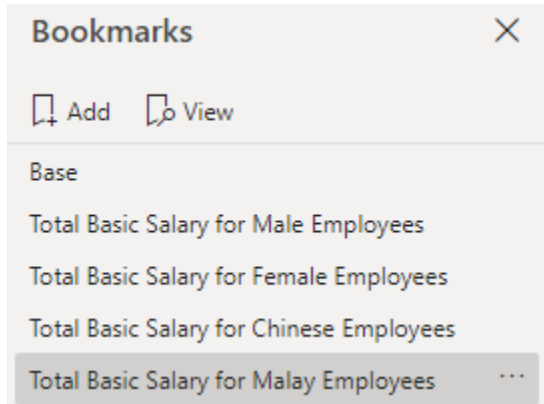 Bookmarks
Add View
Base
Total Basic Salary for Male Employees
Total Basic Salary for Female Employees
Total Basic Salary for Chinese Employees
Total Basic Salary for Malay Employees ...